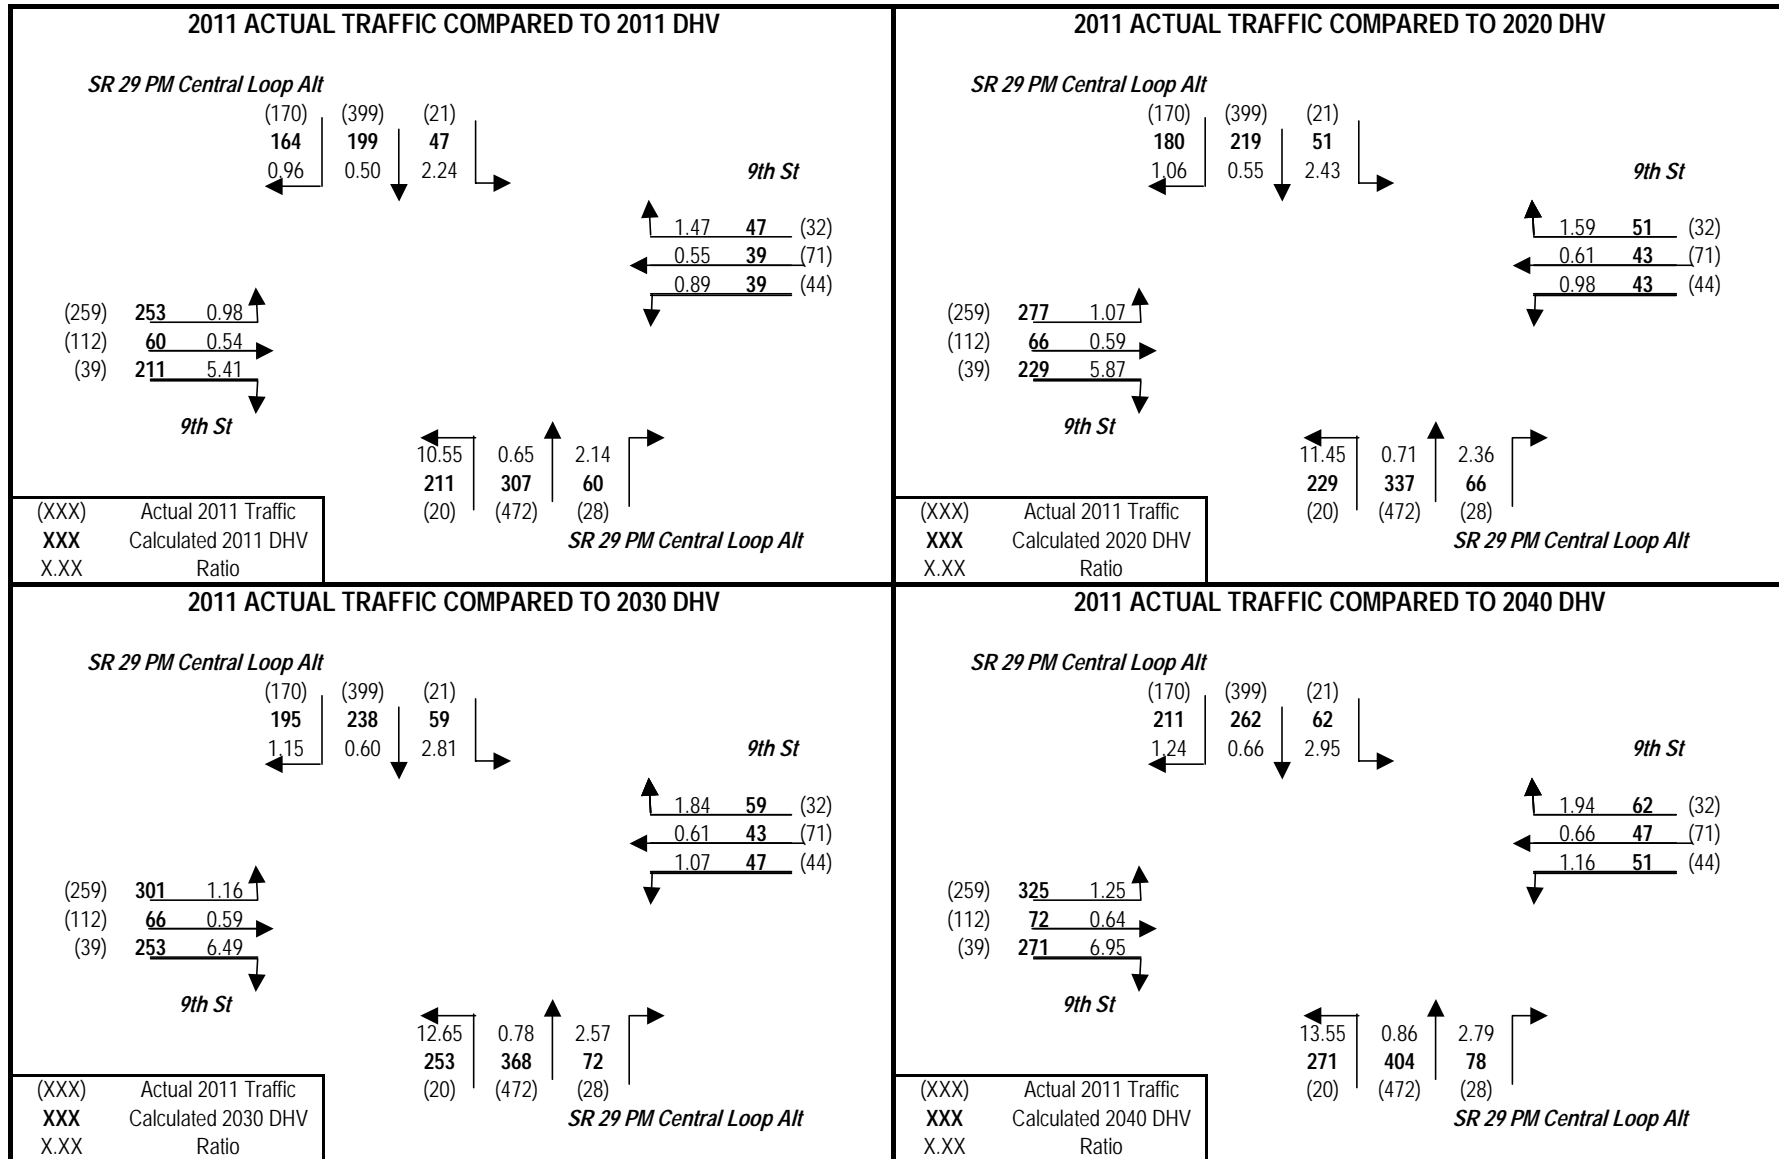 2011 ACTUAL TRAFFIC COMPARED TO 2011 DHV
SR 29 PM Central Loop Alt
(170) (399) (21)
164 199 47
0.96 0.50 2.24
9th St
1.47 47 (32)
0.55 39 (71)
0.89 39 (44)
(259) 253 0.98
(112) 60 0.54
(39) 211 5.41
9th St
10.55 0.65 2.14
211 307 60
(20) (472) (28)
SR 29 PM Central Loop Alt
(XXX) Actual 2011 Traffic
XXX Calculated 2011 DHV
X.XX Ratio
2011 ACTUAL TRAFFIC COMPARED TO 2020 DHV
SR 29 PM Central Loop Alt
(170) (399) (21)
180 219 51
1.06 0.55 2.43
9th St
1.59 51 (32)
0.61 43 (71)
0.98 43 (44)
(259) 277 1.07
(112) 66 0.59
(39) 229 5.87
9th St
11.45 0.71 2.36
229 337 66
(20) (472) (28)
SR 29 PM Central Loop Alt
(XXX) Actual 2011 Traffic
XXX Calculated 2020 DHV
X.XX Ratio
2011 ACTUAL TRAFFIC COMPARED TO 2030 DHV
SR 29 PM Central Loop Alt
(170) (399) (21)
195 238 59
1.15 0.60 2.81
9th St
1.84 59 (32)
0.61 43 (71)
1.07 47 (44)
(259) 301 1.16
(112) 66 0.59
(39) 253 6.49
9th St
12.65 0.78 2.57
253 368 72
(20) (472) (28)
SR 29 PM Central Loop Alt
(XXX) Actual 2011 Traffic
XXX Calculated 2030 DHV
X.XX Ratio
2011 ACTUAL TRAFFIC COMPARED TO 2040 DHV
SR 29 PM Central Loop Alt
(170) (399) (21)
211 262 62
1.24 0.66 2.95
9th St
1.94 62 (32)
0.66 47 (71)
1.16 51 (44)
(259) 325 1.25
(112) 72 0.64
(39) 271 6.95
9th St
13.55 0.86 2.79
271 404 78
(20) (472) (28)
SR 29 PM Central Loop Alt
(XXX) Actual 2011 Traffic
XXX Calculated 2040 DHV
X.XX Ratio